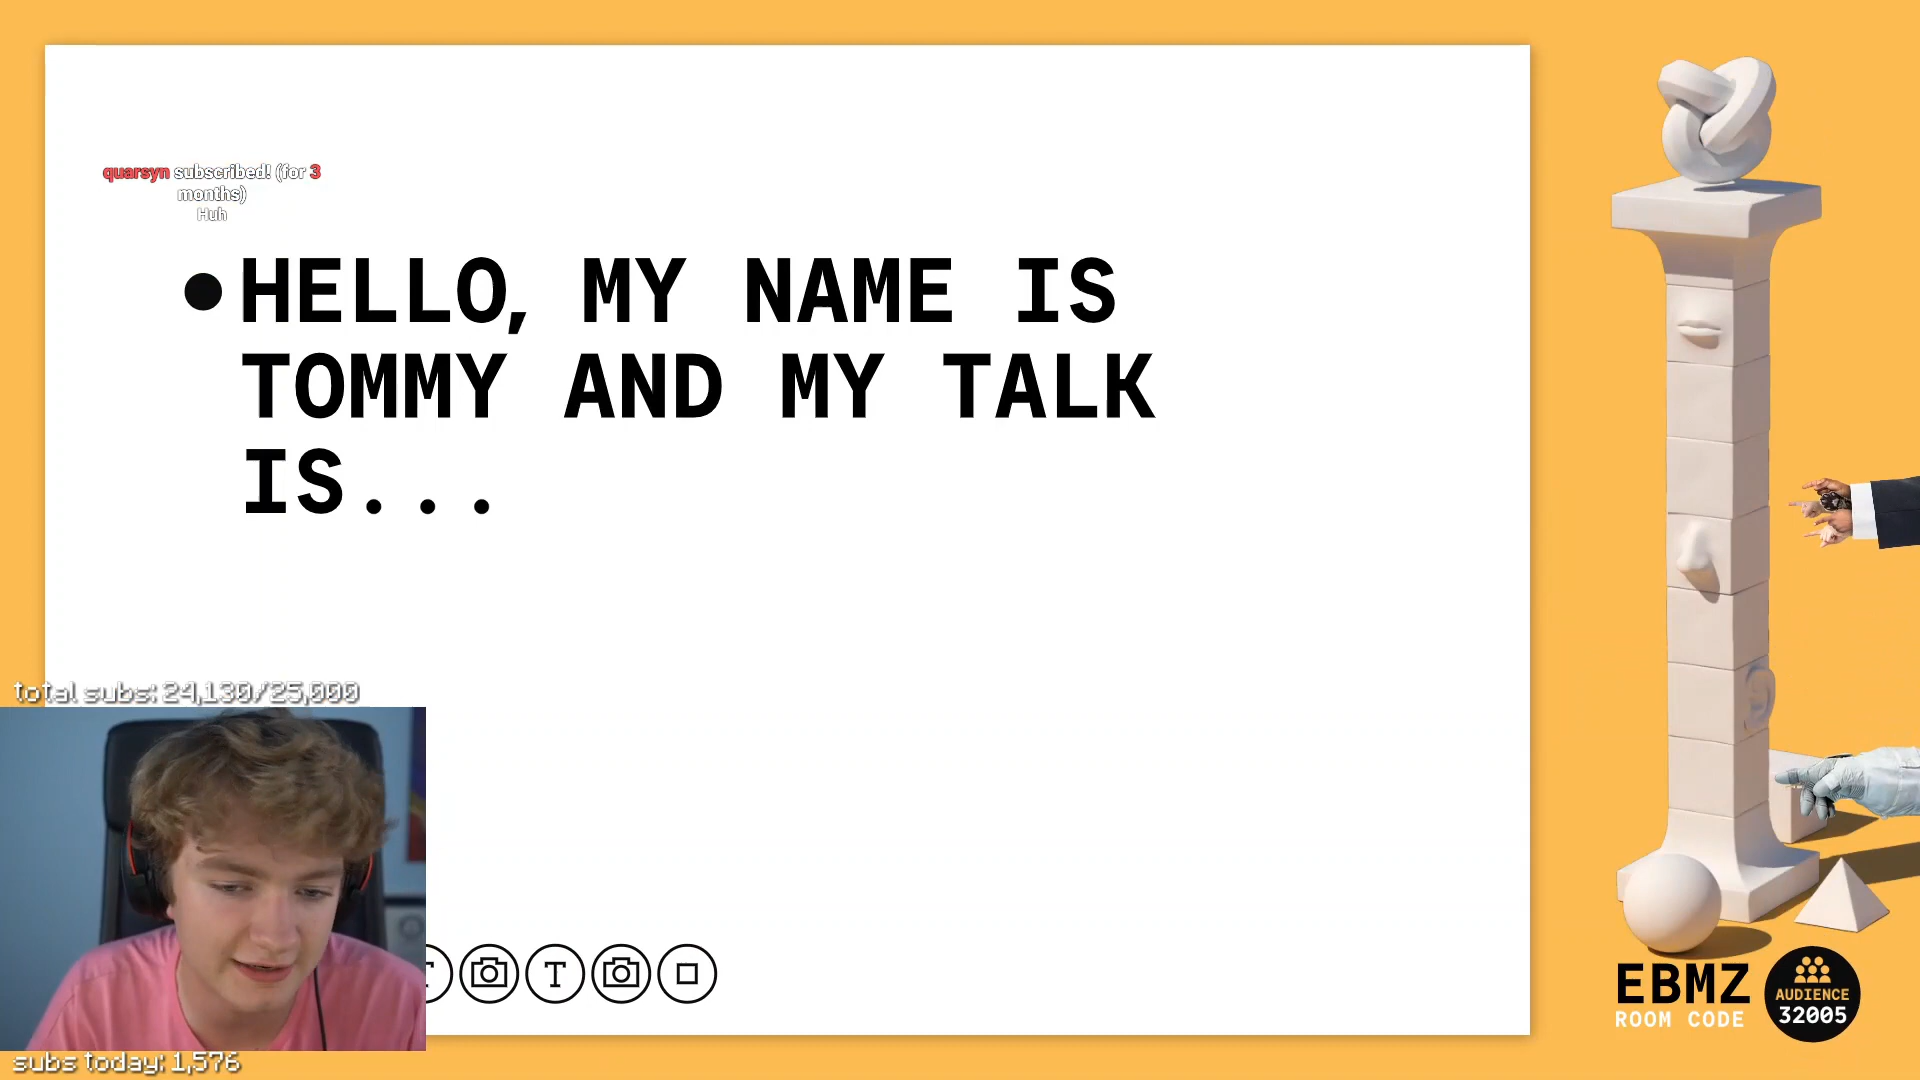 quarsyn subscribed! (for 3
months)
Huh
HELLO, MY NAME IS
TOMMY AND MY TALK
IS...
total subs: 24,130/25,000
T
subs today: 1,576
EBMZ
ROOM CODE
AUDIENCE
32005